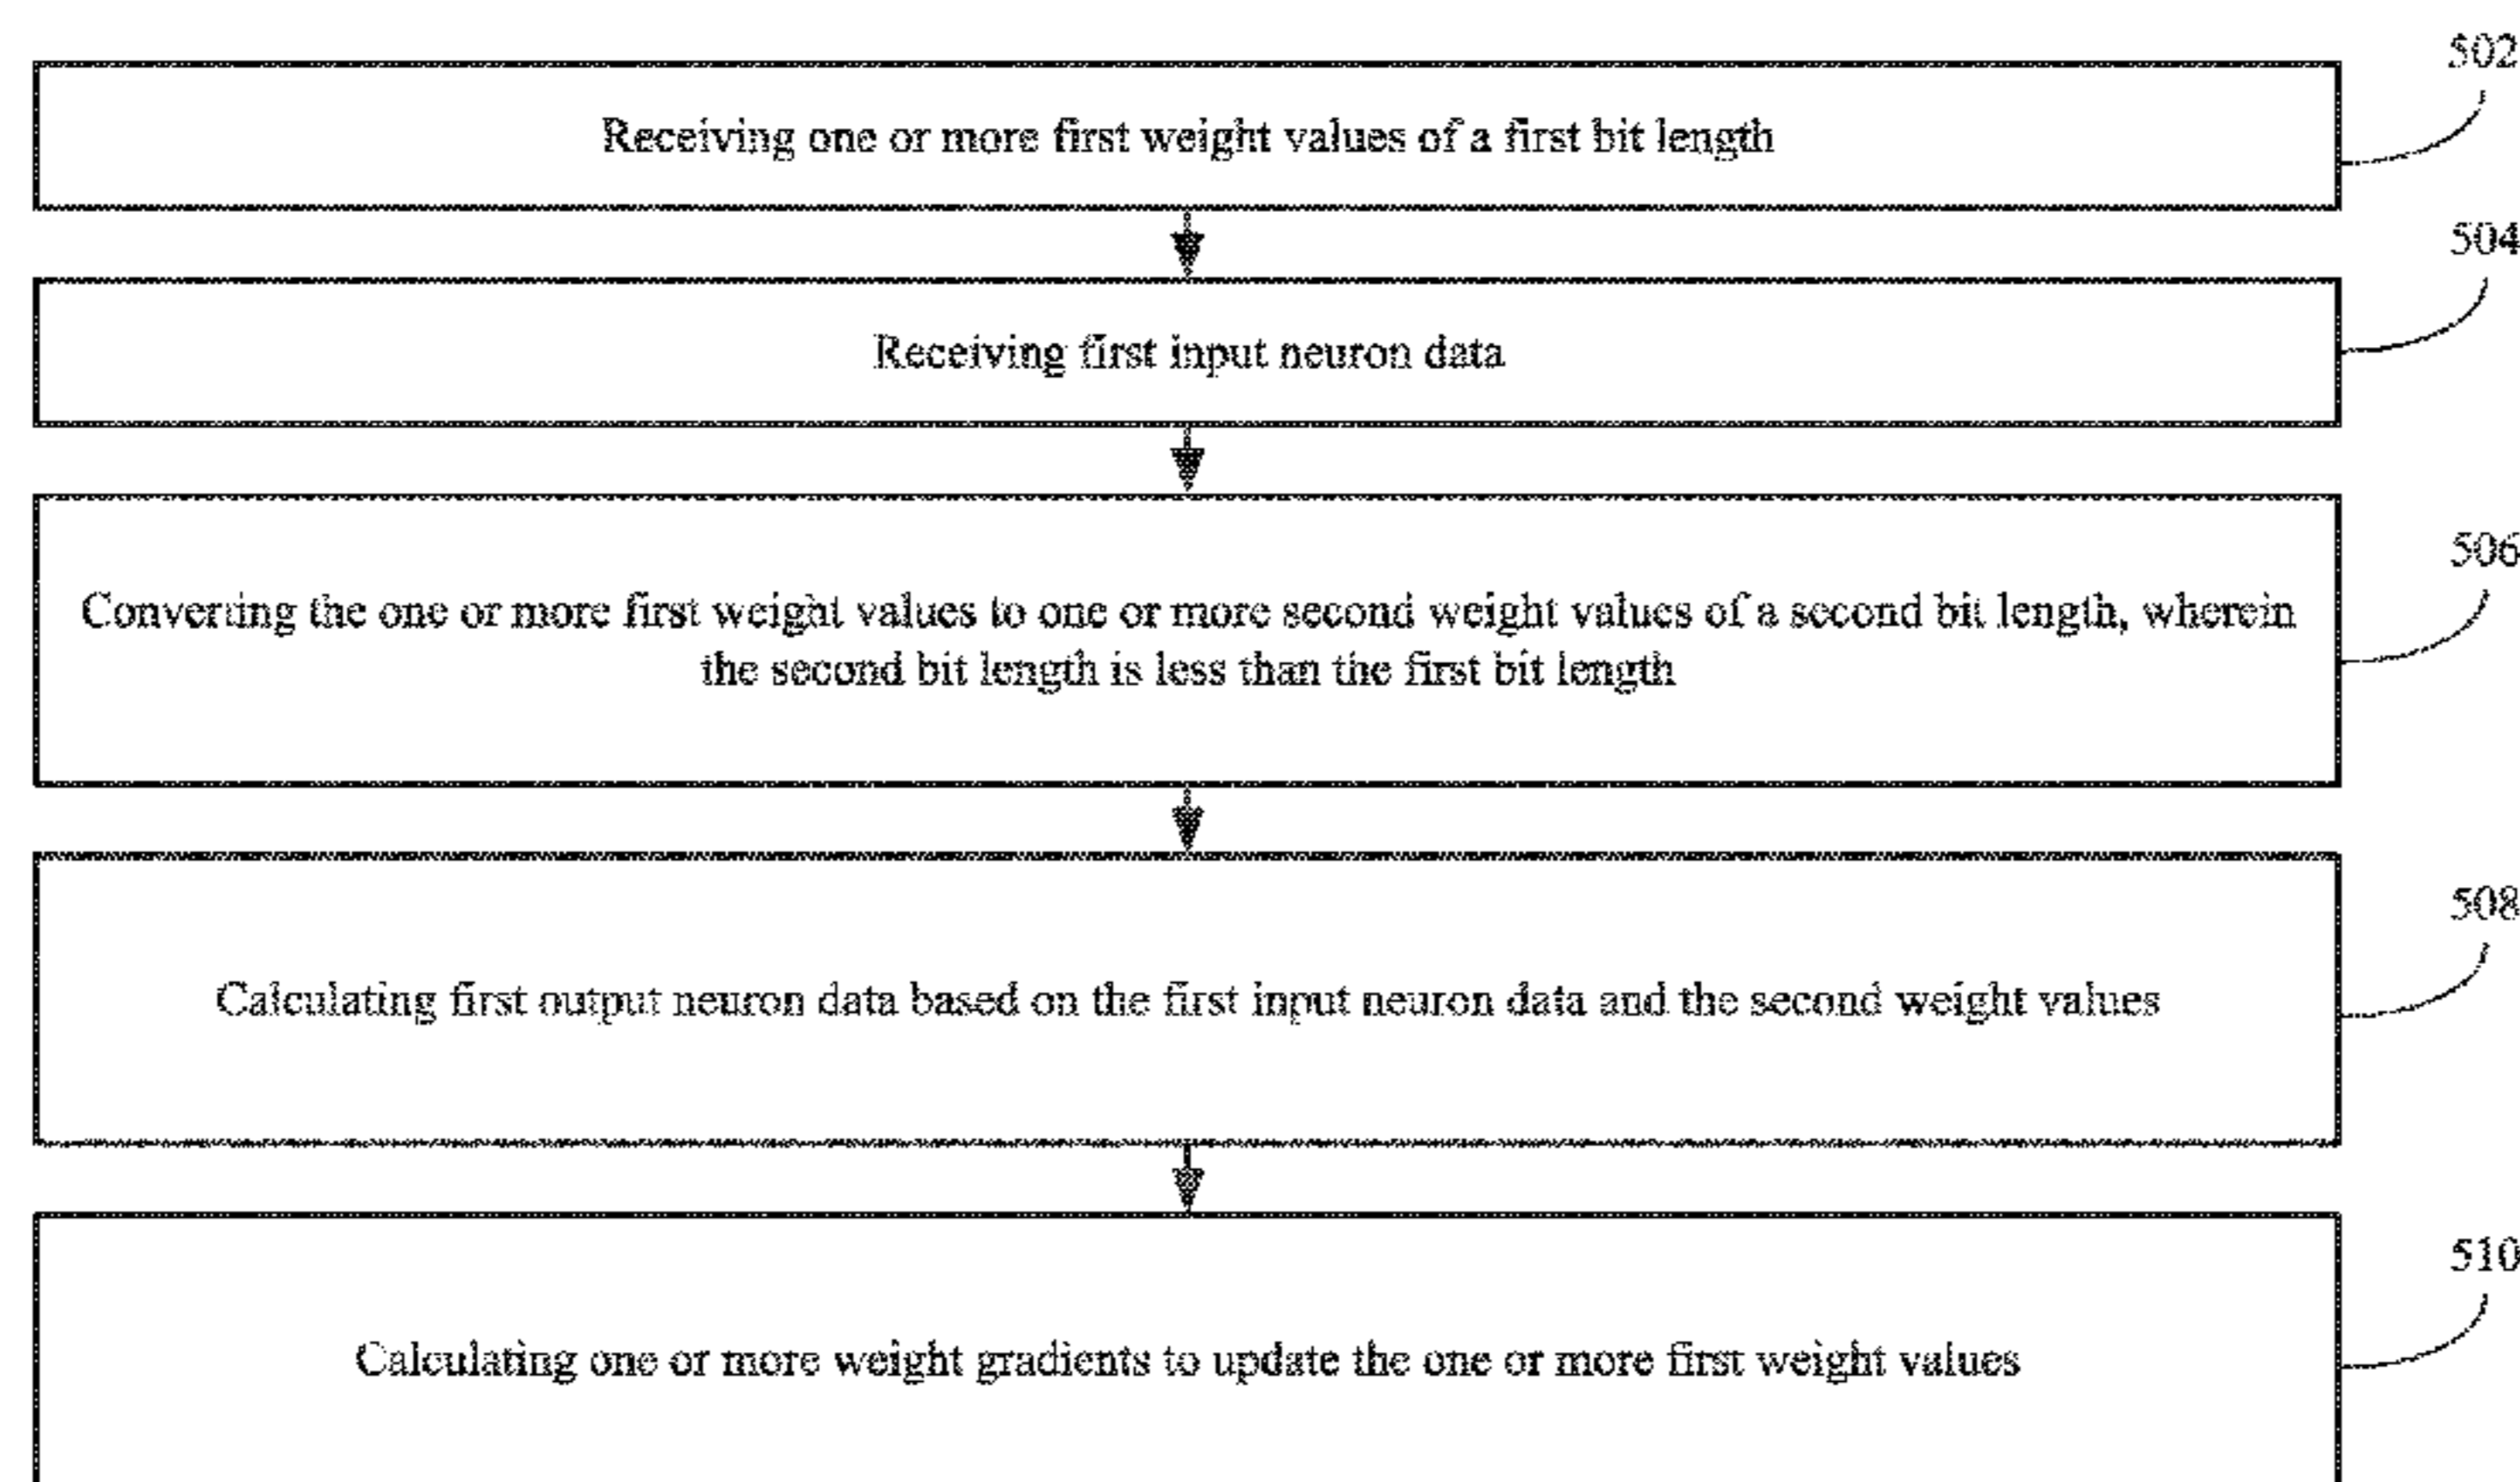 502
Receiving one or more first weight values of a first bit length
504
Receiving first input neuron data
506
Converting the one or more first weight values to one or more second weight values of a second bit length, wherein
the second bit length is less than the first bit length
508
Calculating first output neuron data based on the first input neuron data and the second weight values
510
Calculating one or more weight gradients to update the one or more first weight values